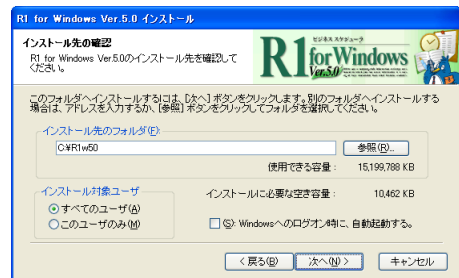 R1 for Windows Ver.5.0 インストール
インストール先の確認
R1 for Windows Ver.5.0のインストール先を確認して
ください。
ビジネススケジューラ
R1 for Windows
Ver.5.0
このフォルダへインストールするには、[次へ] ボタンをクリックします。別のフォルダへインストールする
場合は、アドレスを入力するか、[参照] ボタンをクリックしてフォルダを選択してください。
インストール先のフォルダ(F):
C:¥R1w50
参照(R)...
使用できる容量: 15,199,788 KB
インストール対象ユーザ
インストールに必要な空き容量: 10,462 KB
すべてのユーザ(A)
このユーザのみ(M)
(S): Windowsへのログオン時に、自動起動する。
< 戻る(B)
次へ(N) >
キャンセル